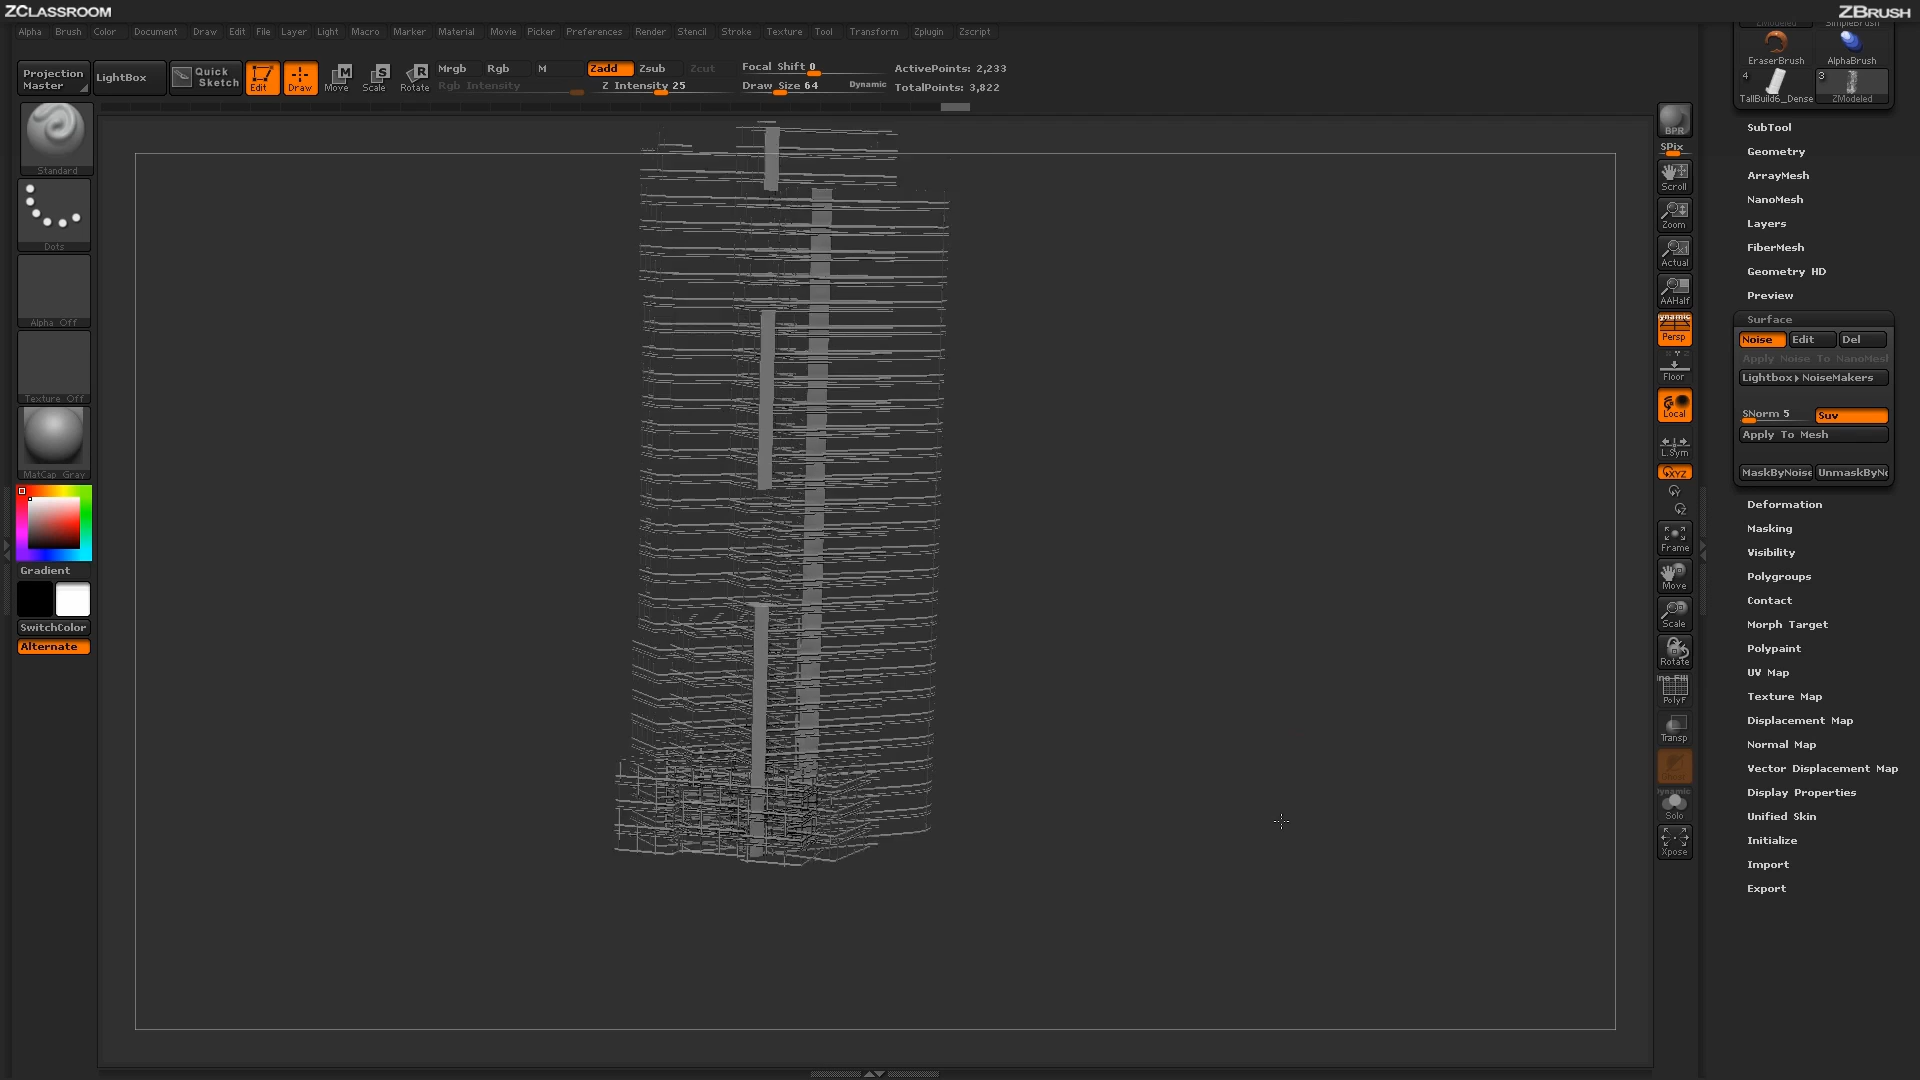 ZCLASSROOM
ZBRUSH
Alpha Brush Color Document Draw Edit File Layer Light Macro Marker Material Movie Picker Preferences Render Stencil Stroke Texture Tool Transform Zplugin Zscript
Projection Master
LightBox
Quick Sketch
Edit
Draw
Move
Scale
Rotate
Mrgb Rgb M
Rgb Intensity
Zadd Zsub Zcut
Z Intensity 25
Focal Shift 0
Draw Size 64
Dynamic
ActivePoints: 2,233
TotalPoints: 3,822
Standard
Dots
Alpha Off
Texture Off
MatCap Gray
Gradient
SwitchColor
Alternate
BPR
SPix
Scroll
Zoom
Actual
AAHalf
Persp
Floor
Local
L.Sym
XYZ
Frame
Move
Scale
Rotate
PolyF
Transp
Ghost
Solo
Xpose
ZModeled SimpleBrush
EraserBrush AlphaBrush
4 3
TallBuild6_Dense ZModeled
SubTool
Geometry
ArrayMesh
NanoMesh
Layers
FiberMesh
Geometry HD
Preview
Surface
Noise Edit Del
Apply Noise To NanoMesh
Lightbox▸NoiseMakers
SNorm 5 Suv
Apply To Mesh
MaskByNoise UnmaskByNo
Deformation
Masking
Visibility
Polygroups
Contact
Morph Target
Polypaint
UV Map
Texture Map
Displacement Map
Normal Map
Vector Displacement Map
Display Properties
Unified Skin
Initialize
Import
Export